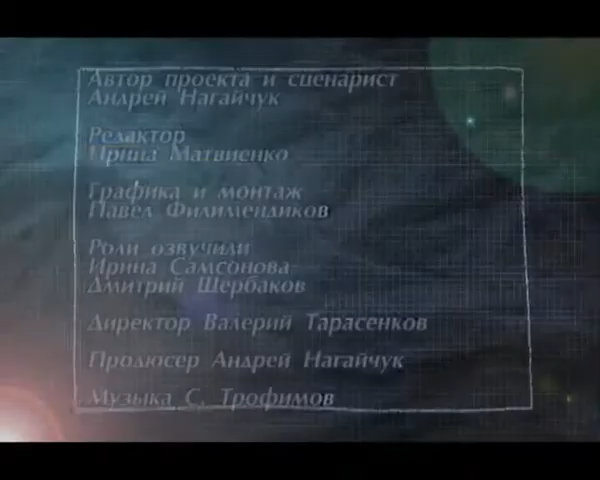 Автор проекта и сценарист
Андрей Нагайчук
Редактор
Ирина Матвиенко
Графика и монтаж
Павел Филимендиков
Роли озвучили
Ирина Самсонова
Дмитрий Щербаков
Директор Валерий Тарасенков
Продюсер Андрей Нагайчук
Музыка С. Трофимов